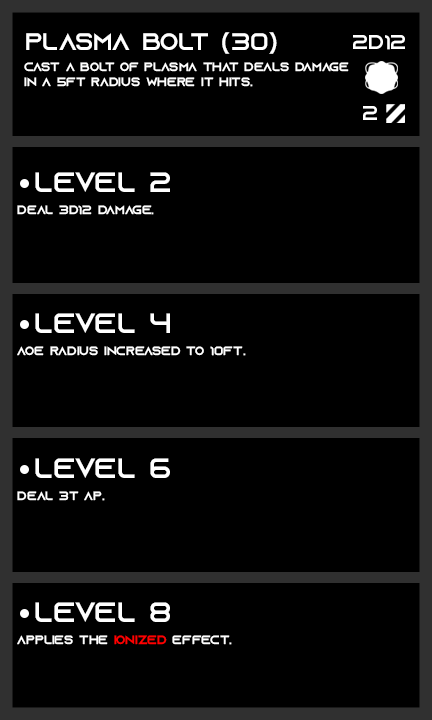 PLASMA BOLT (30) 2D12
CAST A BOLT OF PLASMA THAT DEALS DAMAGE
IN A 5FT RADIUS WHERE IT HITS.
2
•LEVEL 2
DEAL 3D12 DAMAGE.
•LEVEL 4
AOE RADIUS INCREASED TO 10FT.
•LEVEL 6
DEAL 3T AP.
•LEVEL 8
APPLIES THE IONIZED EFFECT.